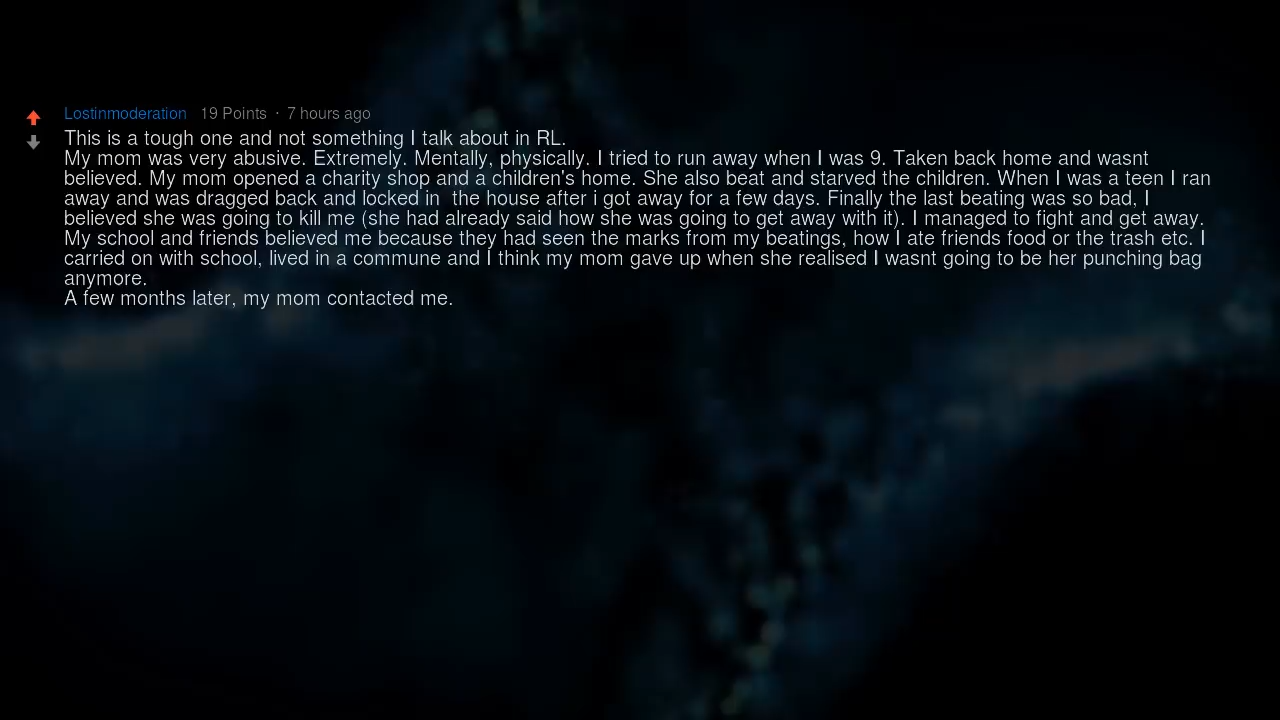 Lostinmoderation 19 Points · 7 hours ago
This is a tough one and not something I talk about in RL.
My mom was very abusive. Extremely. Mentally, physically. I tried to run away when I was 9. Taken back home and wasnt
believed. My mom opened a charity shop and a children's home. She also beat and starved the children. When I was a teen I ran
away and was dragged back and locked in  the house after i got away for a few days. Finally the last beating was so bad, I
believed she was going to kill me (she had already said how she was going to get away with it). I managed to fight and get away.
My school and friends believed me because they had seen the marks from my beatings, how I ate friends food or the trash etc. I
carried on with school, lived in a commune and I think my mom gave up when she realised I wasnt going to be her punching bag
anymore.
A few months later, my mom contacted me.